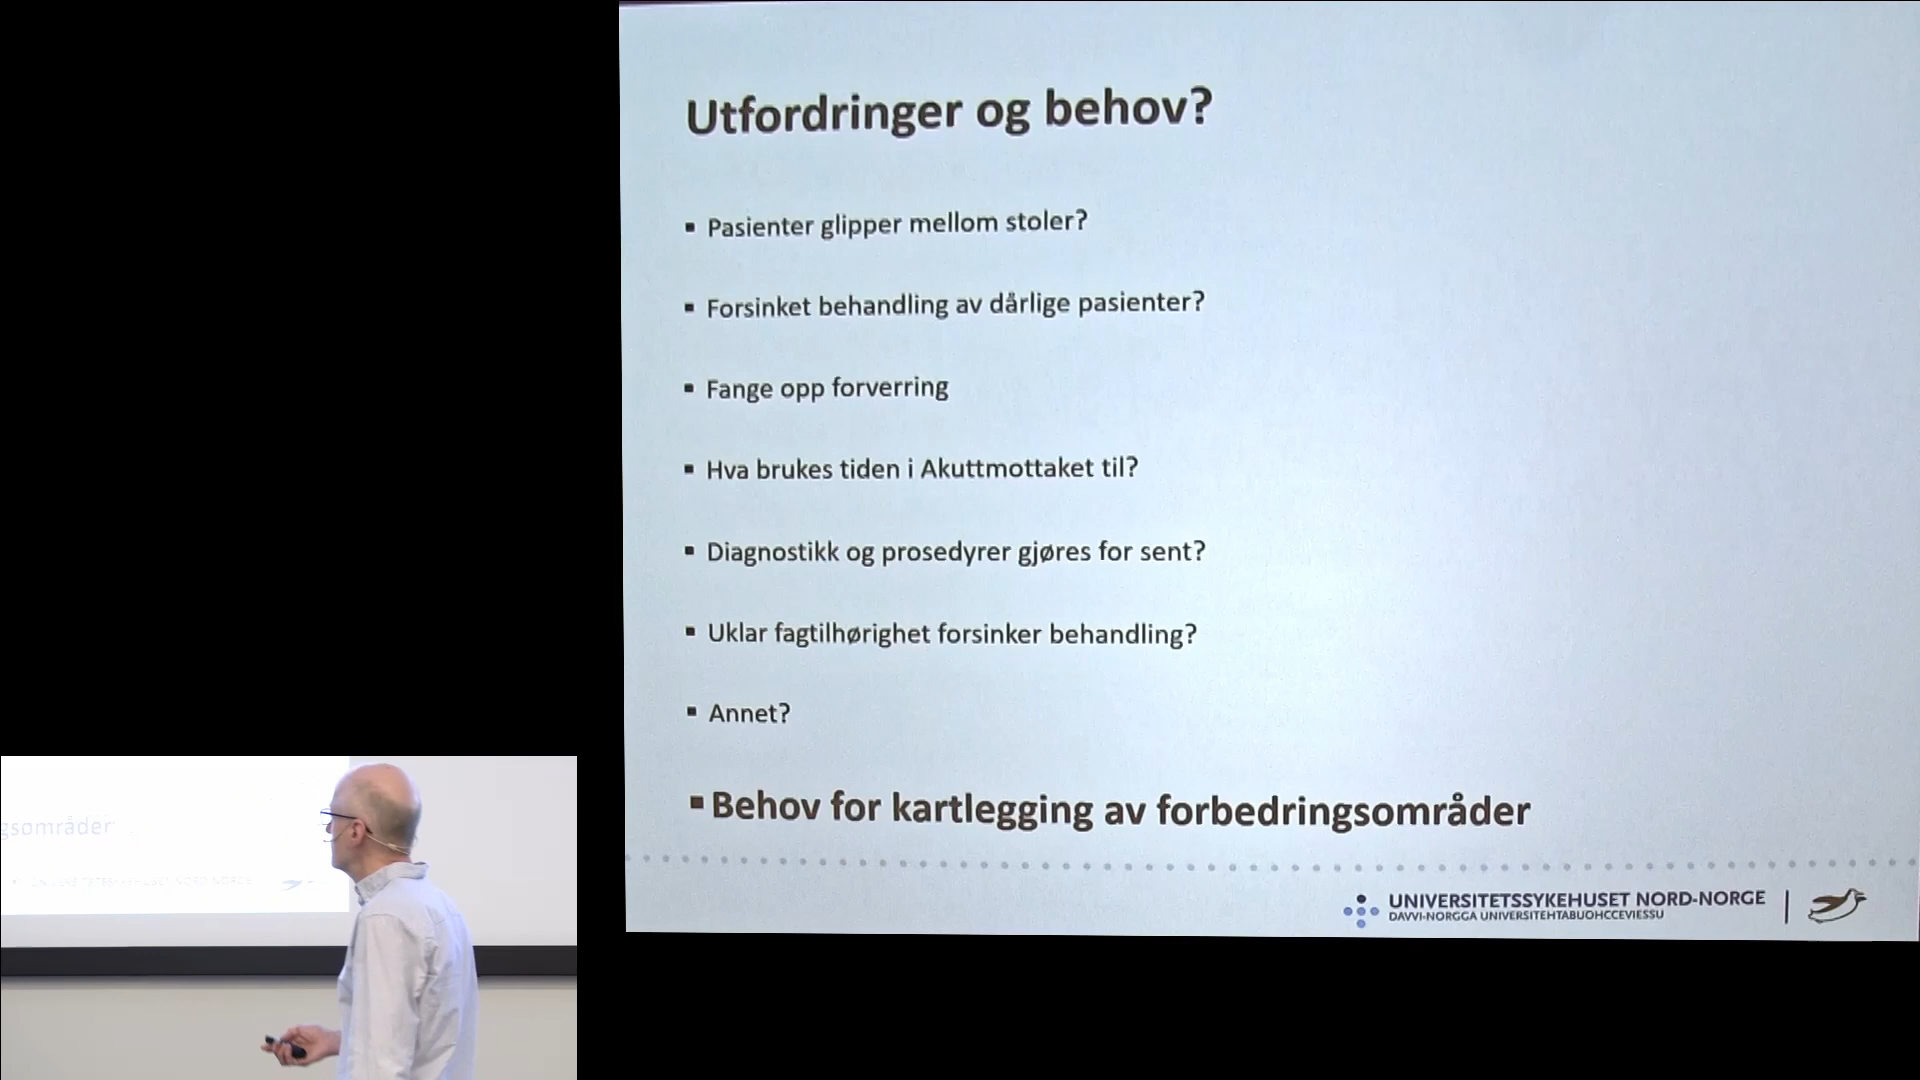 Utfordringer og behov?
▪ Pasienter glipper mellom stoler?
▪ Forsinket behandling av dårlige pasienter?
▪ Fange opp forverring
▪ Hva brukes tiden i Akuttmottaket til?
▪ Diagnostikk og prosedyrer gjøres for sent?
▪ Uklar fagtilhørighet forsinker behandling?
▪ Annet?
▪ Behov for kartlegging av forbedringsområder
UNIVERSITETSSYKEHUSET NORD-NORGE
DAVVI-NORGGA UNIVERSITEHTABUOHCCEVIESSU
gsområder